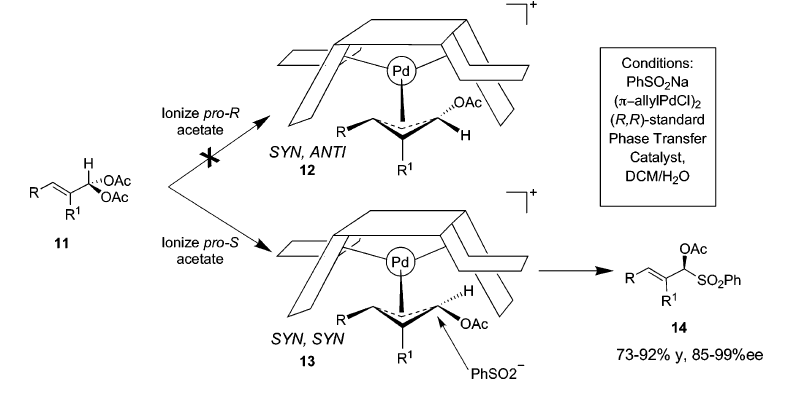 Conditions:
PhSO2Na
(π–allylPdCl)2
(R,R)-standard
Phase Transfer
Catalyst,
DCM/H2O
]+
Pd
OAc
R
H
R1
SYN, ANTI
12
Ionize pro-R
acetate
H
OAc
OAc
R
R1
11
Ionize pro-S
acetate
]+
Pd
H
R
OAc
R1
SYN, SYN
13
PhSO2–
OAc
R
SO2Ph
R1
14
73-92% y, 85-99%ee